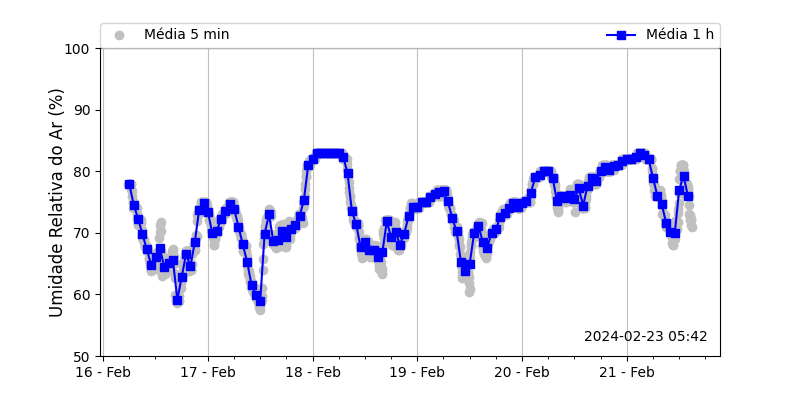 Média 5 min
Média 1 h
Umidade Relativa do Ar (%)
100
90
80
70
60
50
2024-02-23 05:42
16 - Feb
17 - Feb
18 - Feb
19 - Feb
20 - Feb
21 - Feb